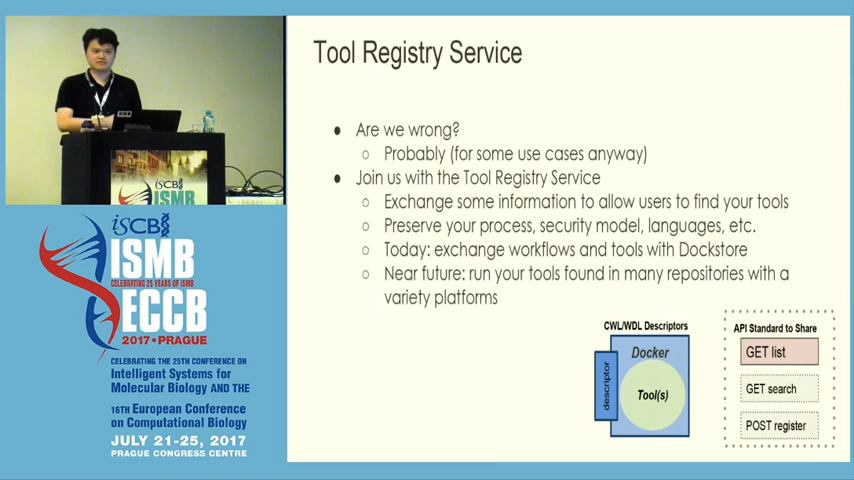 Tool Registry Service
● Are we wrong?
○ Probably (for some use cases anyway)
● Join us with the Tool Registry Service
○ Exchange some information to allow users to find your tools
○ Preserve your process, security model, languages, etc.
○ Today: exchange workflows and tools with Dockstore
○ Near future: run your tools found in many repositories with a
variety platforms
CWL/WDL Descriptors
Docker
descriptor
Tool(s)
API Standard to Share
GET list
GET search
POST register
iSCB
ISMB
iSCB
ISMB
CELEBRATING 25 YEARS OF ISMB
ECCB
2017 • PRAGUE
CELEBRATING THE 25TH CONFERENCE ON
Intelligent Systems for
Molecular Biology AND THE
16TH European Conference
on Computational Biology
JULY 21-25, 2017
PRAGUE CONGRESS CENTRE